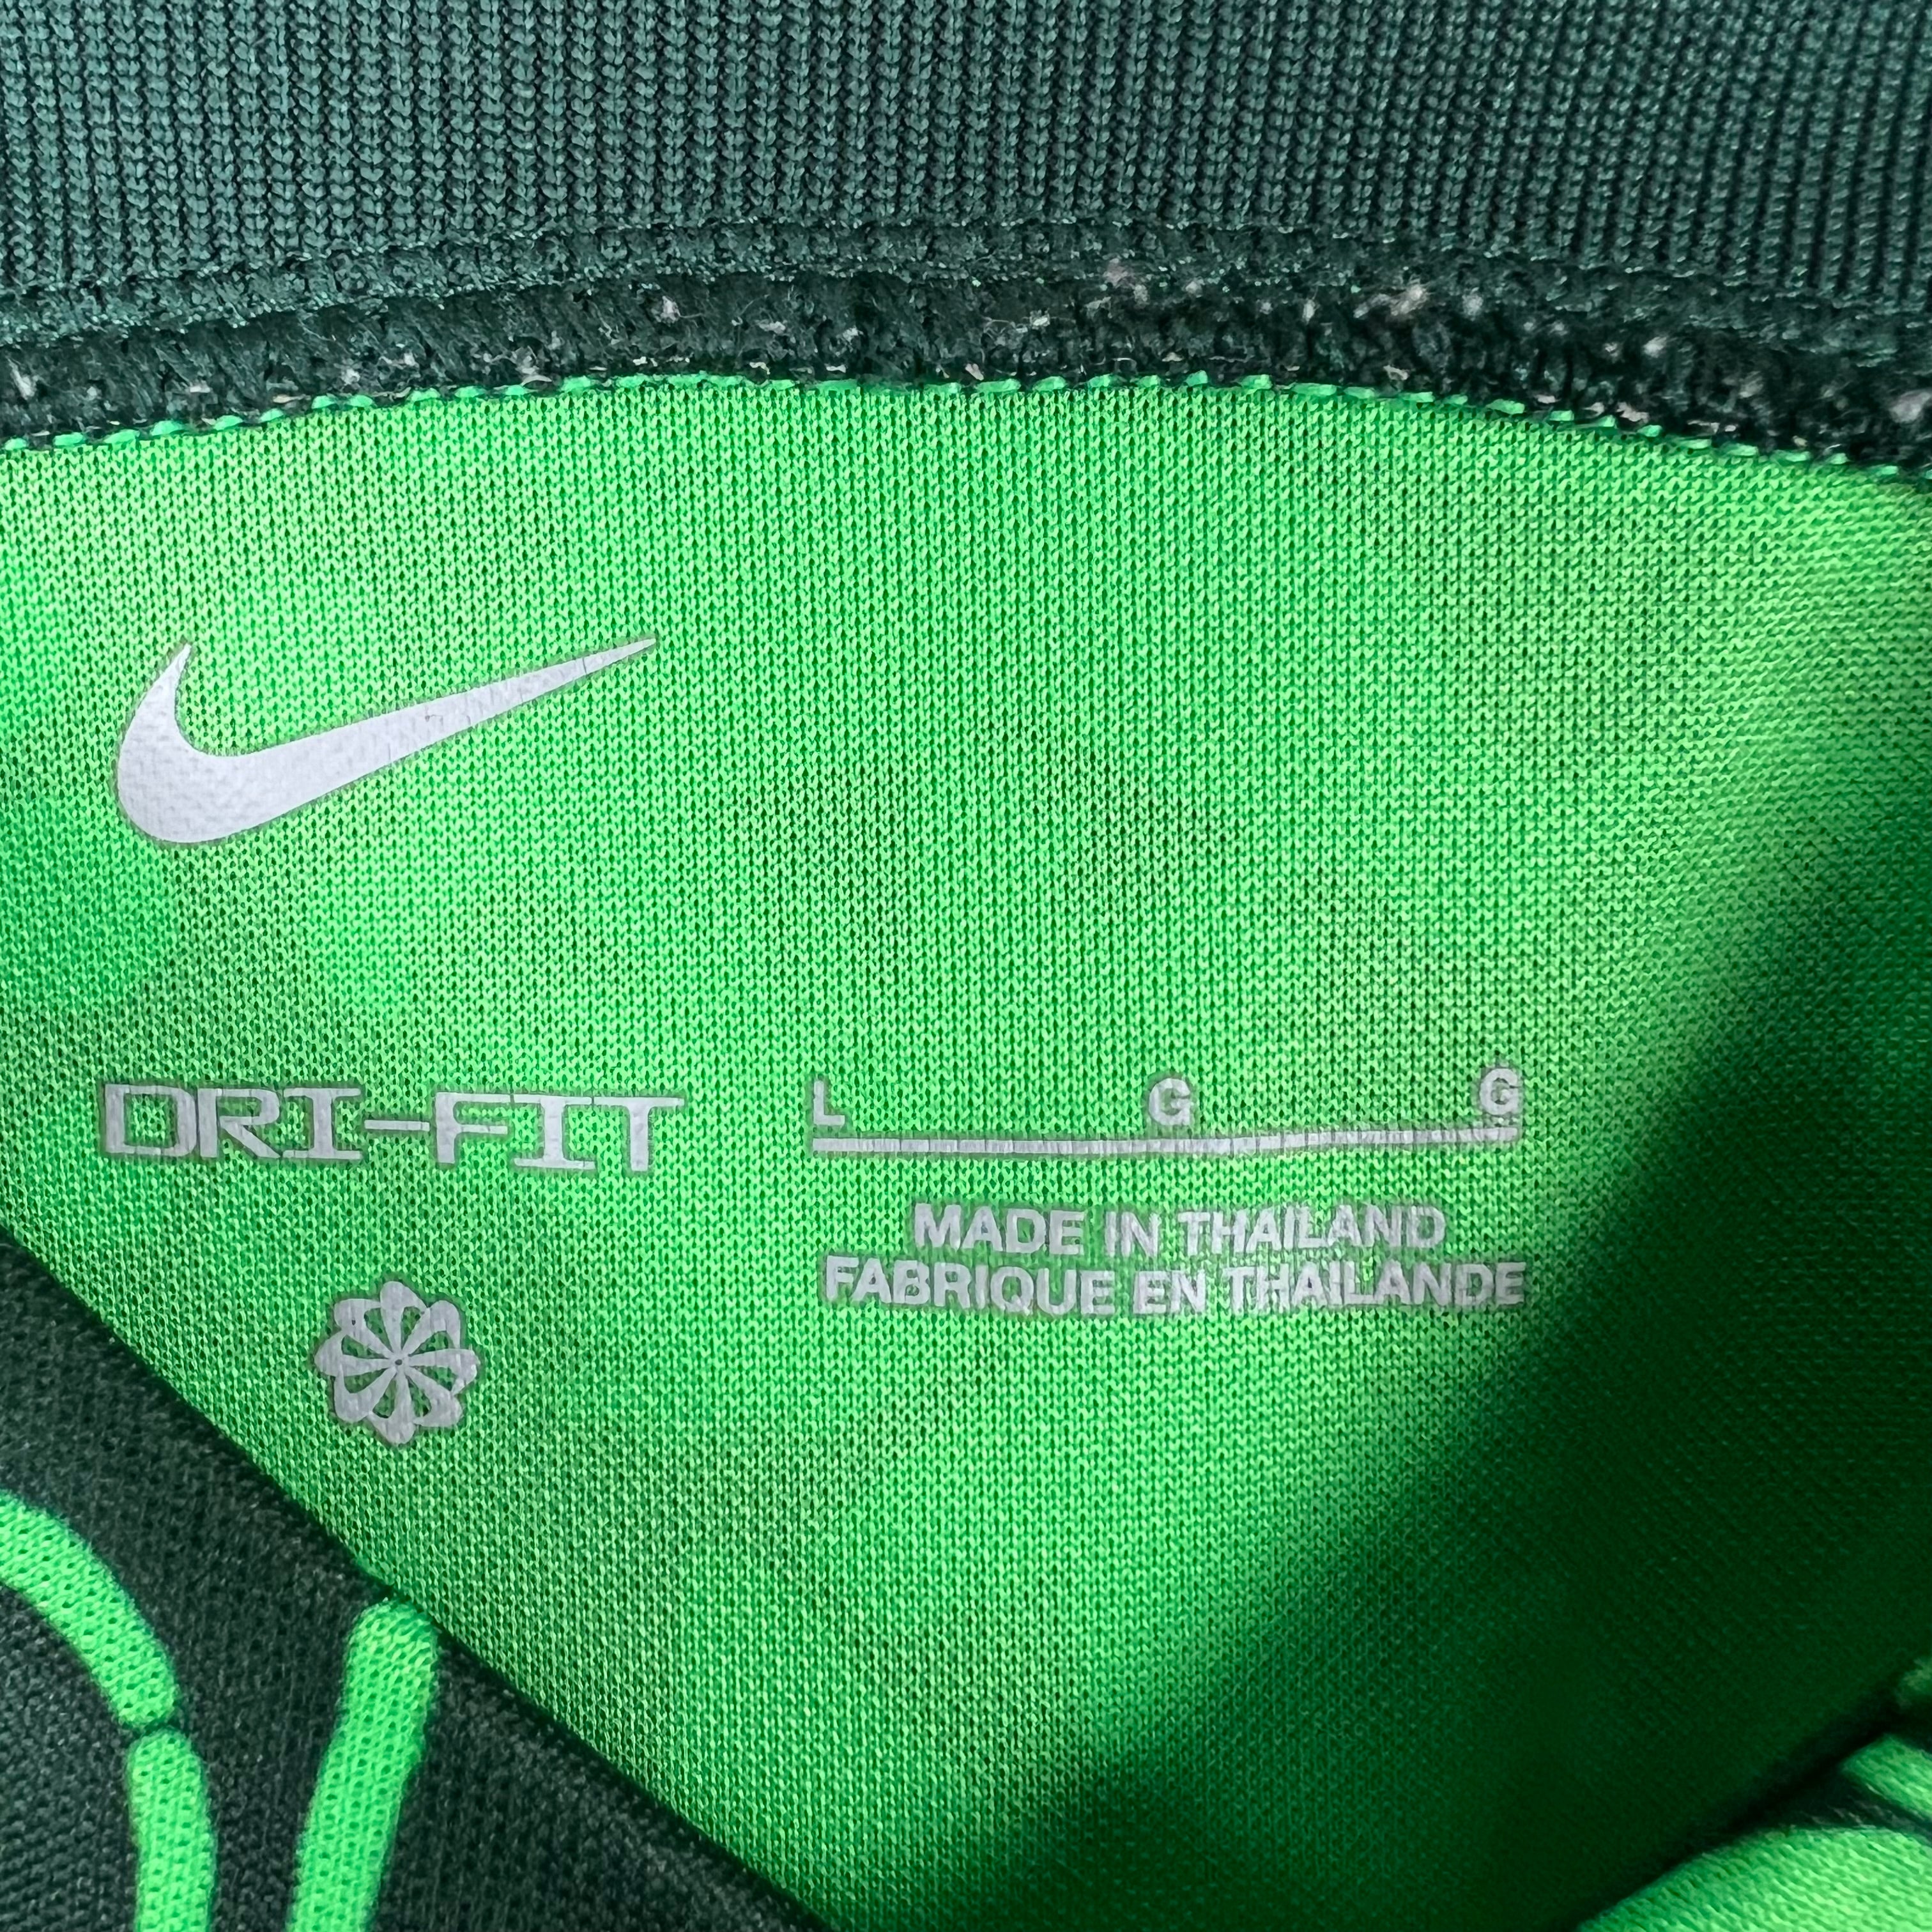 DRI-FIT
L G G
MADE IN THAILAND
FABRIQUE EN THAILANDE